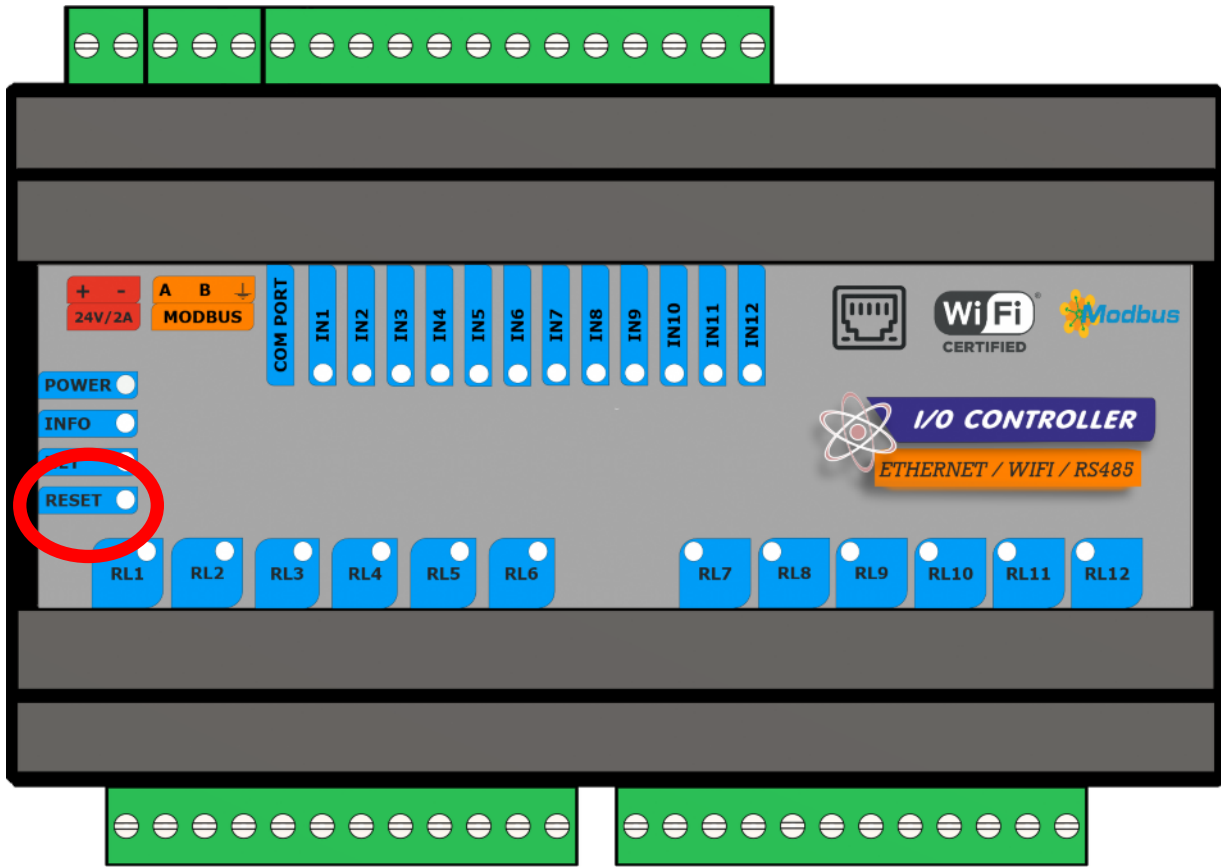 + -
24V/2A
A B
MODBUS
COM PORT
IN1
IN2
IN3
IN4
IN5
IN6
IN7
IN8
IN9
IN10
IN11
IN12
WiFi
®
CERTIFIED
Modbus
POWER
INFO
RESET
I/O CONTROLLER
ETHERNET / WIFI / RS485
RL1
RL2
RL3
RL4
RL5
RL6
RL7
RL8
RL9
RL10
RL11
RL12